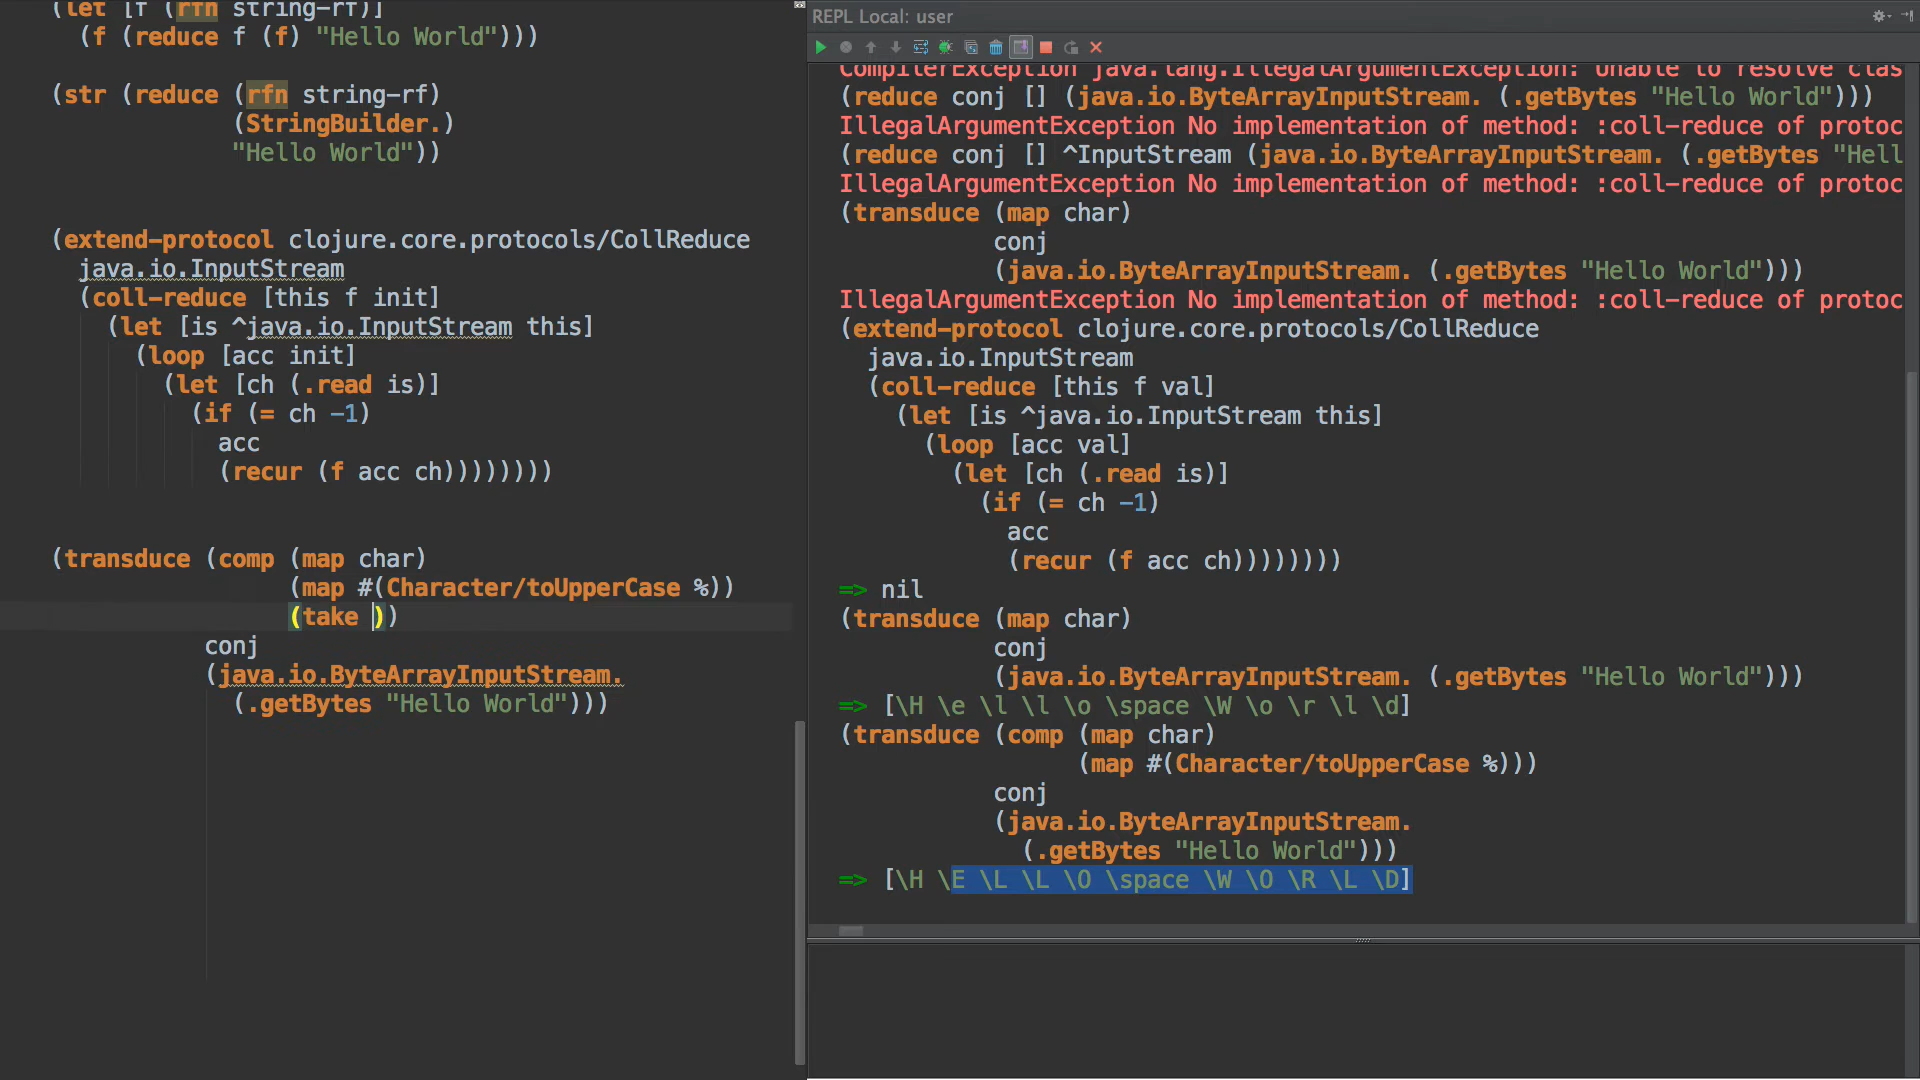 (let [f (rfn string-rf)]
(f (reduce f (f) "Hello World")))
(str (reduce (rfn string-rf)
(StringBuilder.)
"Hello World"))
(extend-protocol clojure.core.protocols/CollReduce
java.io.InputStream
(coll-reduce [this f init]
(let [is ^java.io.InputStream this]
(loop [acc init]
(let [ch (.read is)]
(if (= ch -1)
acc
(recur (f acc ch))))))))
(transduce (comp (map char)
(map #(Character/toUpperCase %))
(take ))
conj
(java.io.ByteArrayInputStream.
(.getBytes "Hello World")))
REPL Local: user
CompilerException java.lang.IllegalArgumentException: Unable to resolve clas
(reduce conj [] (java.io.ByteArrayInputStream. (.getBytes "Hello World")))
IllegalArgumentException No implementation of method: :coll-reduce of protoc
(reduce conj [] ^InputStream (java.io.ByteArrayInputStream. (.getBytes "Hell
IllegalArgumentException No implementation of method: :coll-reduce of protoc
(transduce (map char)
conj
(java.io.ByteArrayInputStream. (.getBytes "Hello World")))
IllegalArgumentException No implementation of method: :coll-reduce of protoc
(extend-protocol clojure.core.protocols/CollReduce
java.io.InputStream
(coll-reduce [this f val]
(let [is ^java.io.InputStream this]
(loop [acc val]
(let [ch (.read is)]
(if (= ch -1)
acc
(recur (f acc ch))))))))
=> nil
(transduce (map char)
conj
(java.io.ByteArrayInputStream. (.getBytes "Hello World")))
=> [\H \e \l \l \o \space \W \o \r \l \d]
(transduce (comp (map char)
(map #(Character/toUpperCase %)))
conj
(java.io.ByteArrayInputStream.
(.getBytes "Hello World")))
=> [\H \E \L \L \O \space \W \O \R \L \D]